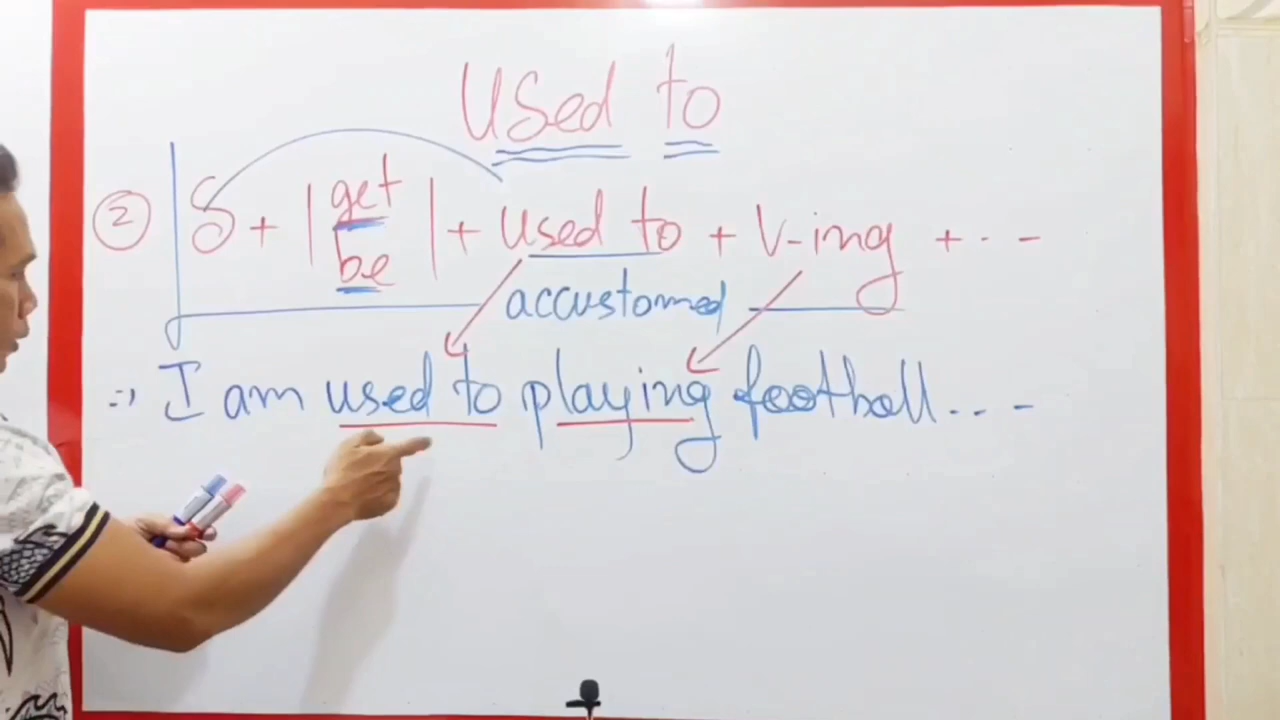 Used to
② S + | get be | + used to + V-ing + . - -
accustomed
I am used to playing football . . . -